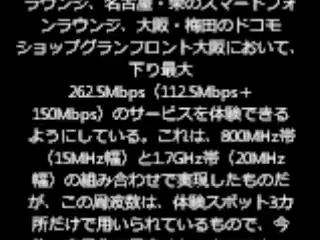 ラウンジ、名古屋・栄のスマートフォ
ンラウンジ、大阪・梅田のドコモ
ショップグランフロント大阪において、
下り最大
262.5Mbps（112.5Mbps＋
150Mbps）のサービスを体験できる
ようにしている。これは、800MHz帯
（15MHz幅）と1.7GHz帯（20MHz
幅）の組み合わせで実現したものだ
が、この周波数は、体験スポット3カ
所だけで用いられているもので、今